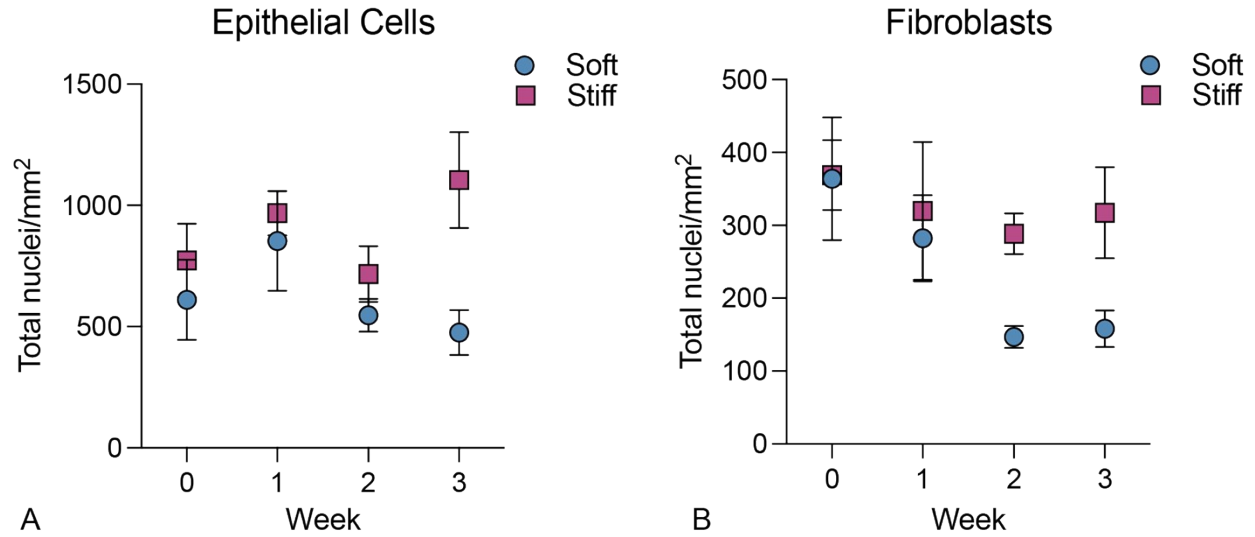 Epithelial Cells
Soft
Stiff
Total nuclei/mm²
1500
1000
500
0
0 1 2 3
Week
A
Fibroblasts
Soft
Stiff
Total nuclei/mm²
500
400
300
200
100
0
0 1 2 3
Week
B